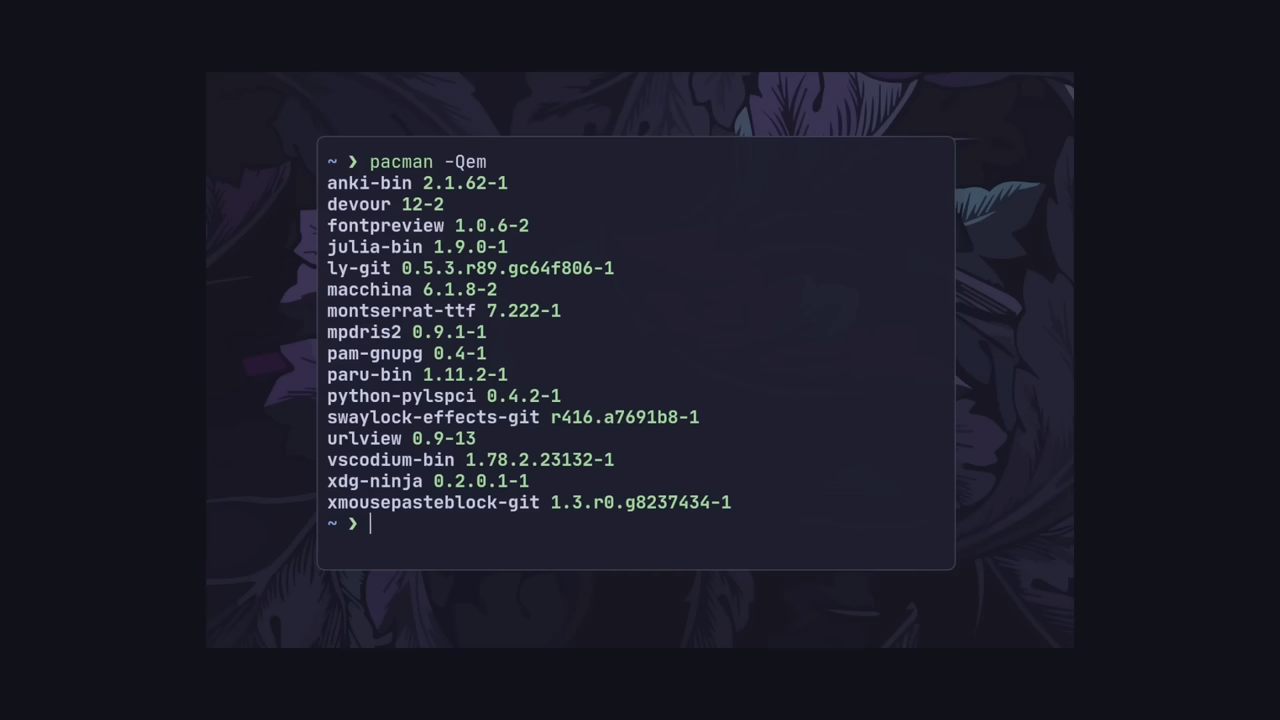 ~ ❯ pacman -Qem
anki-bin 2.1.62-1
devour 12-2
fontpreview 1.0.6-2
julia-bin 1.9.0-1
ly-git 0.5.3.r89.gc64f806-1
macchina 6.1.8-2
montserrat-ttf 7.222-1
mpdris2 0.9.1-1
pam-gnupg 0.4-1
paru-bin 1.11.2-1
python-pylspci 0.4.2-1
swaylock-effects-git r416.a7691b8-1
urlview 0.9-13
vscodium-bin 1.78.2.23132-1
xdg-ninja 0.2.0.1-1
xmousepasteblock-git 1.3.r0.g8237434-1
~ ❯